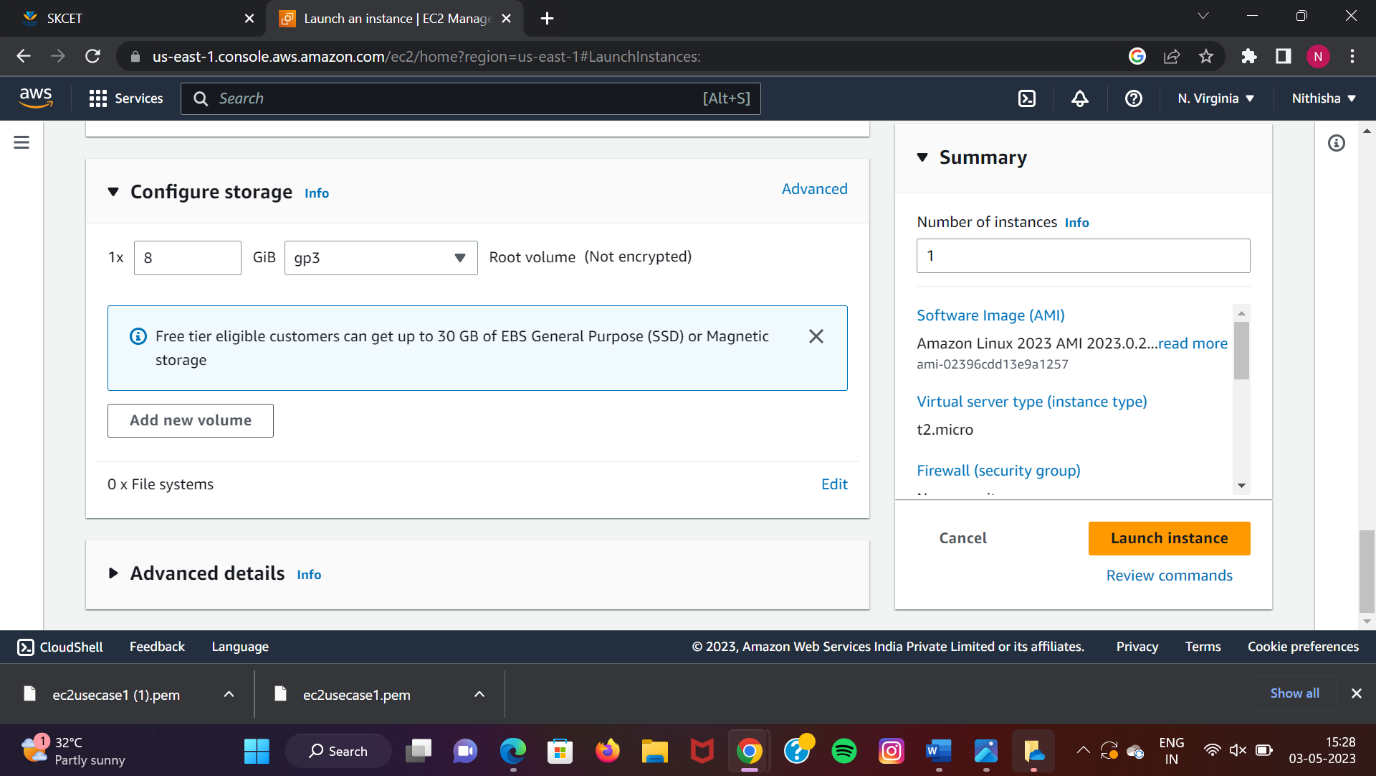 SKCET
Launch an instance | EC2 Manag
us-east-1.console.aws.amazon.com/ec2/home?region=us-east-1#LaunchInstances:
N
aws
Services
Search
[Alt+S]
N. Virginia
Nithisha
Configure storage Info
Advanced
1x 8 GiB gp3 Root volume (Not encrypted)
Free tier eligible customers can get up to 30 GB of EBS General Purpose (SSD) or Magnetic
storage
Add new volume
0 x File systems
Edit
Advanced details Info
Summary
Number of instances Info
1
Software Image (AMI)
Amazon Linux 2023 AMI 2023.0.2...read more
ami-02396cdd13e9a1257
Virtual server type (instance type)
t2.micro
Firewall (security group)
Cancel
Launch instance
Review commands
CloudShell
Feedback
Language
© 2023, Amazon Web Services India Private Limited or its affiliates.
Privacy
Terms
Cookie preferences
ec2usecase1 (1).pem
ec2usecase1.pem
Show all
1
32°C
Partly sunny
Search
ENG
IN
15:28
03-05-2023